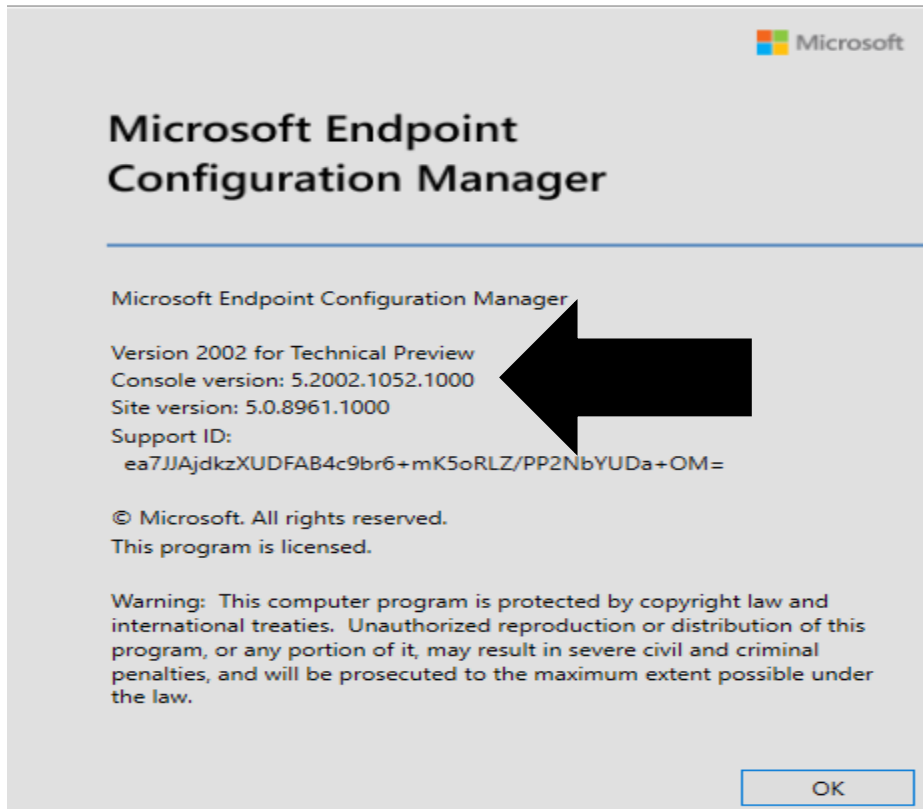 Microsoft
Microsoft Endpoint
Configuration Manager
Microsoft Endpoint Configuration Manager
Version 2002 for Technical Preview
Console version: 5.2002.1052.1000
Site version: 5.0.8961.1000
Support ID:
ea7JJAjdkzXUDFAB4c9br6+mK5oRLZ/PP2NbYUDa+OM=
© Microsoft. All rights reserved.
This program is licensed.
Warning:  This computer program is protected by copyright law and
international treaties.  Unauthorized reproduction or distribution of this
program, or any portion of it, may result in severe civil and criminal
penalties, and will be prosecuted to the maximum extent possible under
the law.
OK